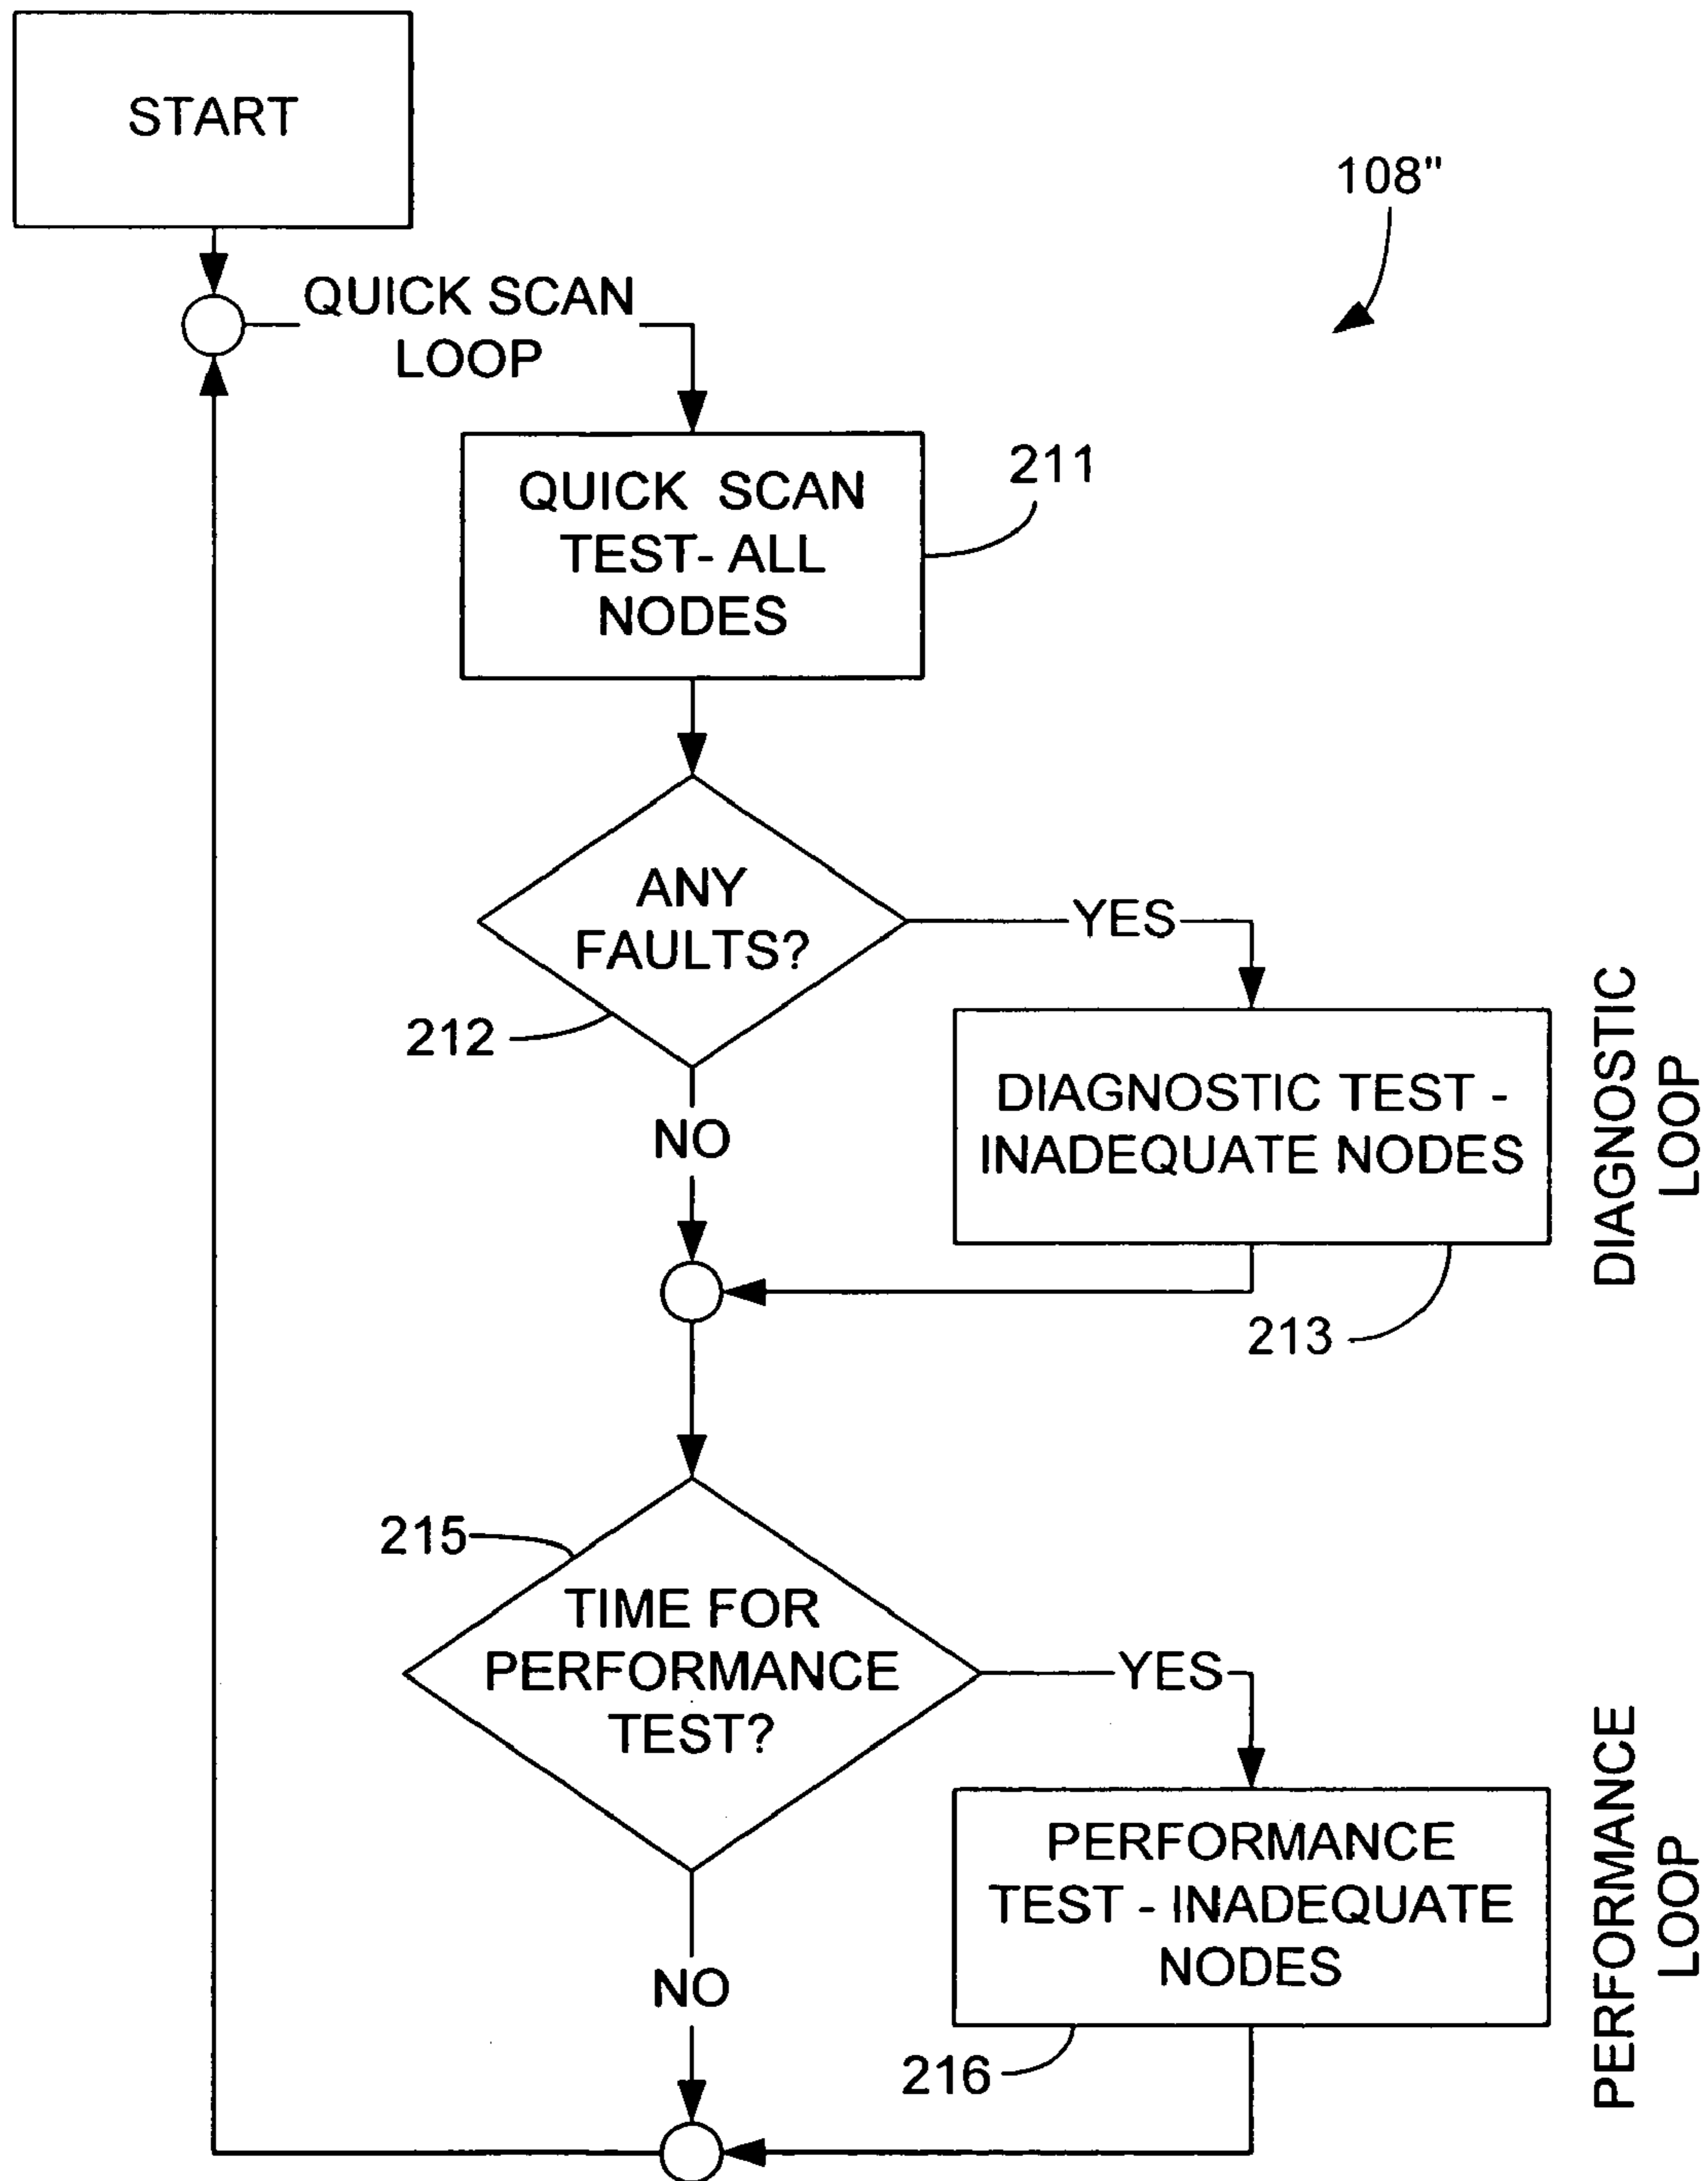 START
108"
QUICK SCAN
LOOP
QUICK SCAN
TEST- ALL
NODES
211
ANY
FAULTS?
YES
212
NO
DIAGNOSTIC TEST -
INADEQUATE NODES
DIAGNOSTIC
LOOP
213
215
TIME FOR
PERFORMANCE
TEST?
YES
NO
PERFORMANCE
TEST - INADEQUATE
NODES
PERFORMANCE
LOOP
216